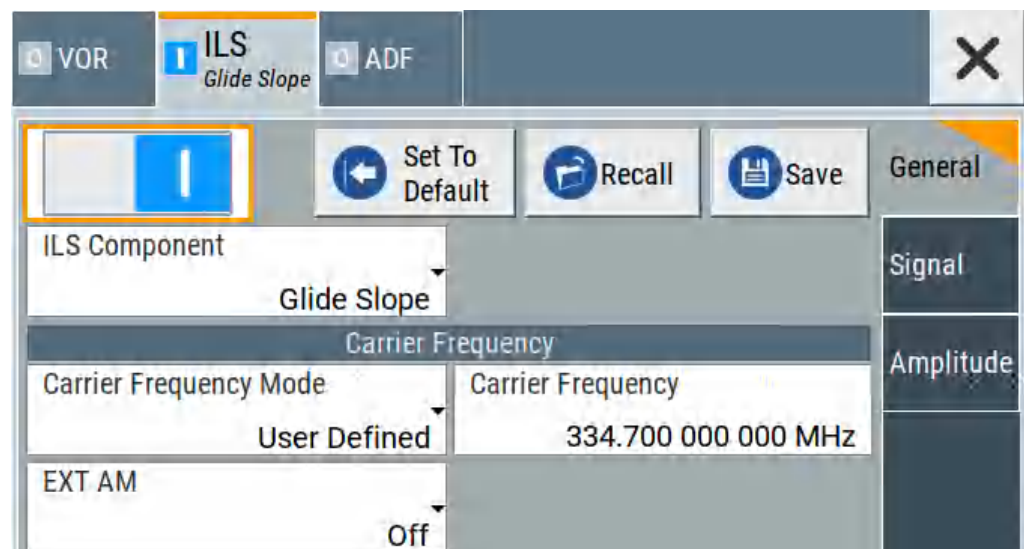 VOR
ILS
Glide Slope
ADF
Set To
Default
Recall
Save
General
ILS Component
Glide Slope
Signal
Carrier Frequency
Amplitude
Carrier Frequency Mode
User Defined
Carrier Frequency
334.700 000 000 MHz
EXT AM
Off